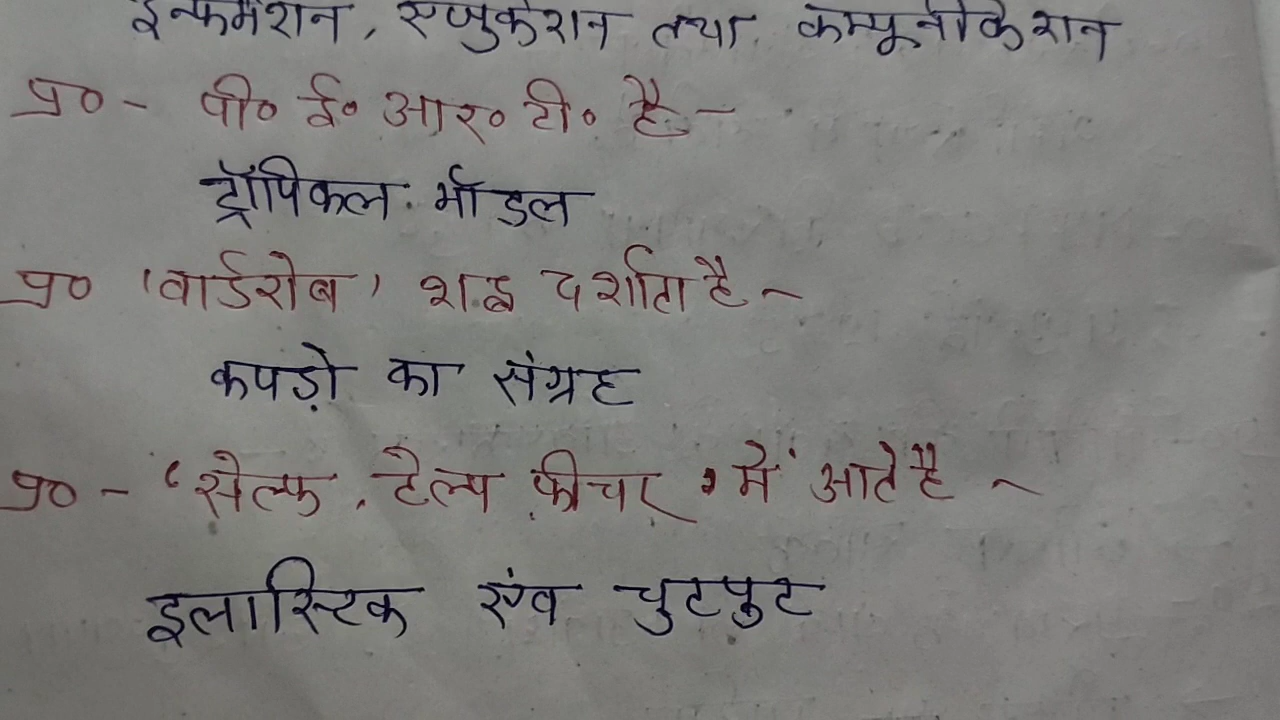 इन्फर्मेशन, एजुकेशन तथा कम्यूनीकेशन
प्र० - पी० ई० आर० टी० है -
ट्रॉपिकल मॉडल
प्र० 'वार्डरोब' शब्द दर्शाता है -
कपड़ो का संग्रह
प्र० - 'सेल्फ हेल्प फीचर' में आते है -
इलास्टिक एंव चुटपुट